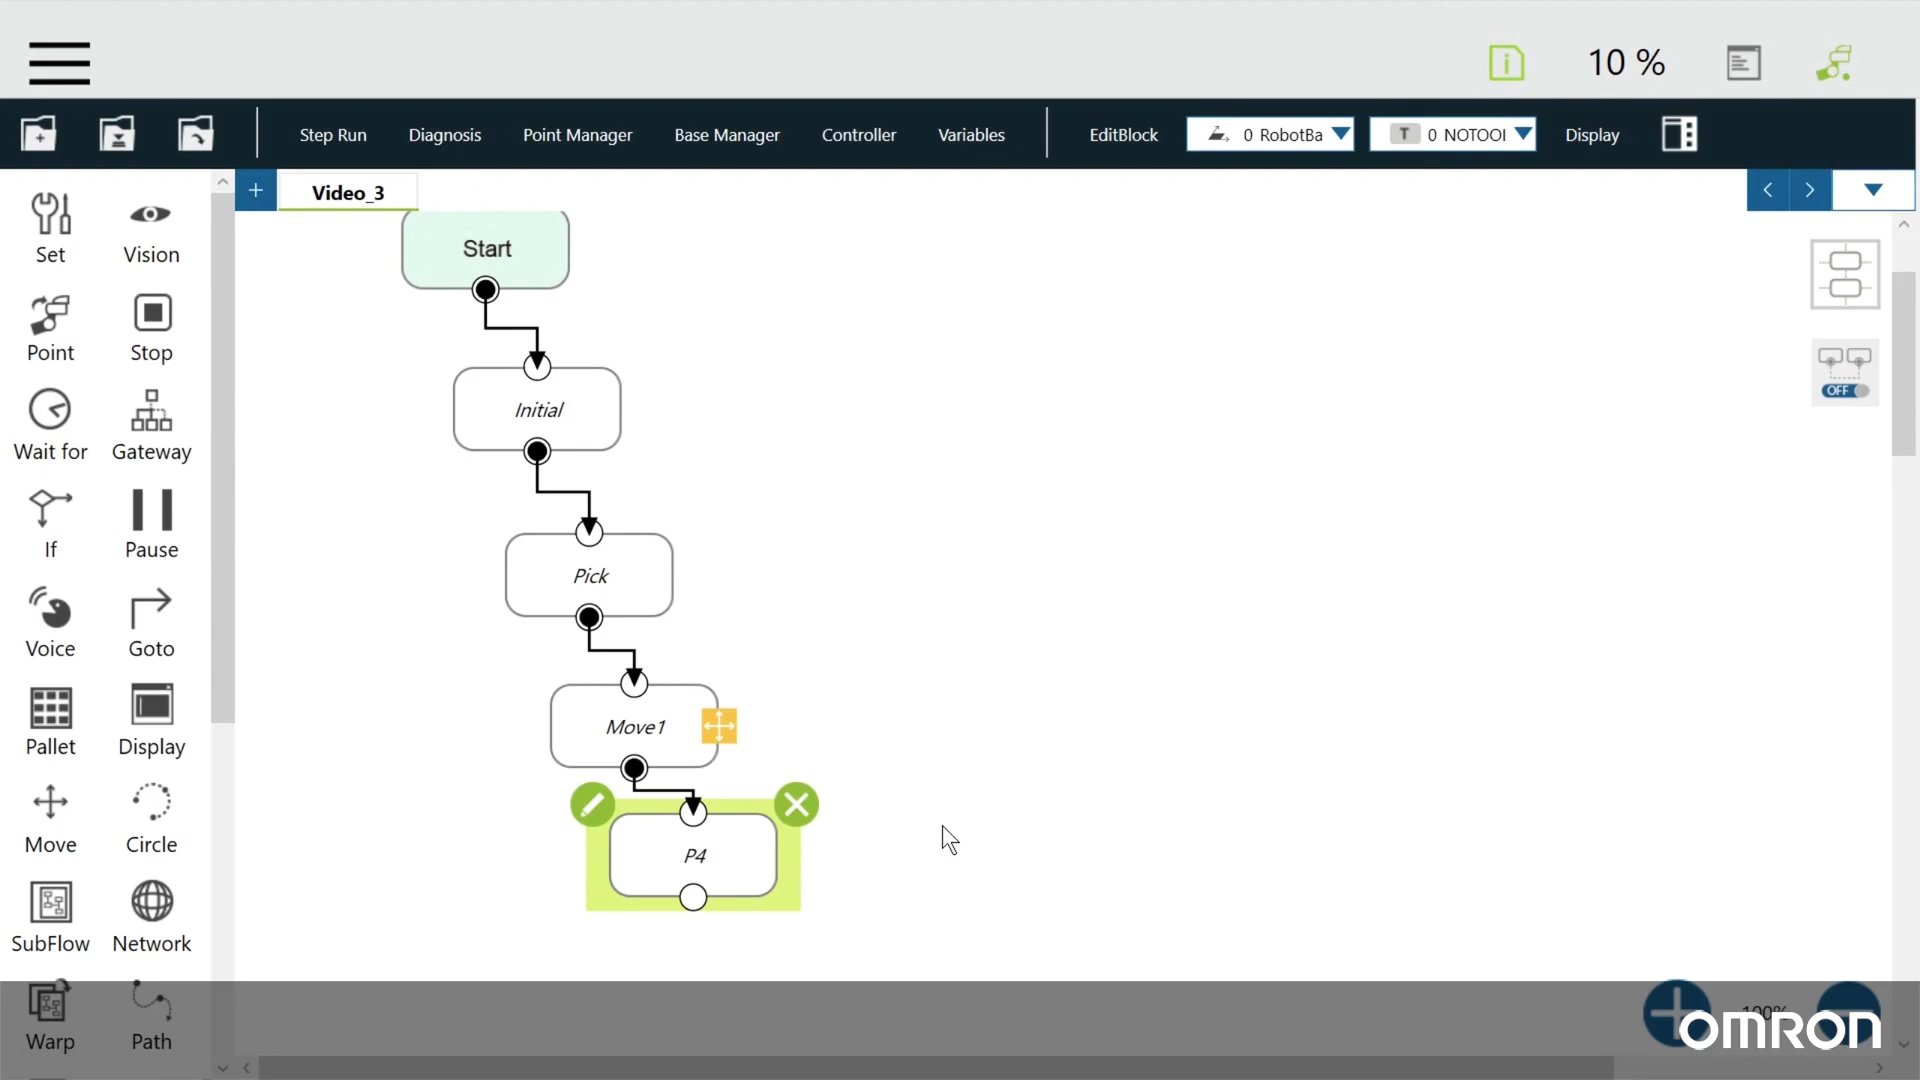 10 %
Step Run
Diagnosis
Point Manager
Base Manager
Controller
Variables
EditBlock
0 RobotBa
T
0 NOTOOl
Display
Video_3
Set
Vision
Point
Stop
Wait for
Gateway
If
Pause
Voice
Goto
Pallet
Display
Move
Circle
SubFlow
Network
Warp
Path
Start
Initial
Pick
Move1
P4
OFF
100%
OMRON